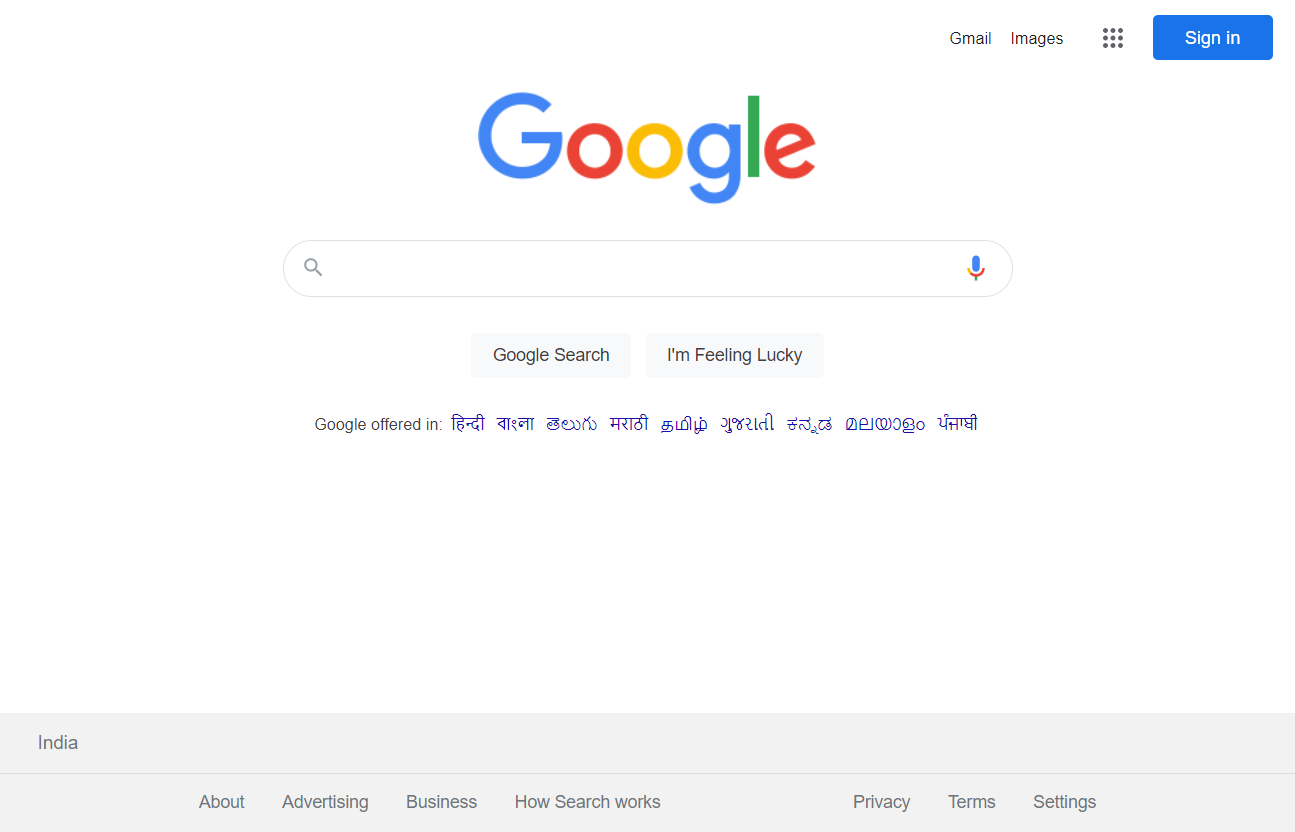 Gmail Images Sign in
Google
Google Search I'm Feeling Lucky
Google offered in: हिन्दी বাংলা తెలుగు मराठी தமிழ் ગુજરાતી ಕನ್ನಡ മലയാളം ਪੰਜਾਬੀ
India
About Advertising Business How Search works Privacy Terms Settings